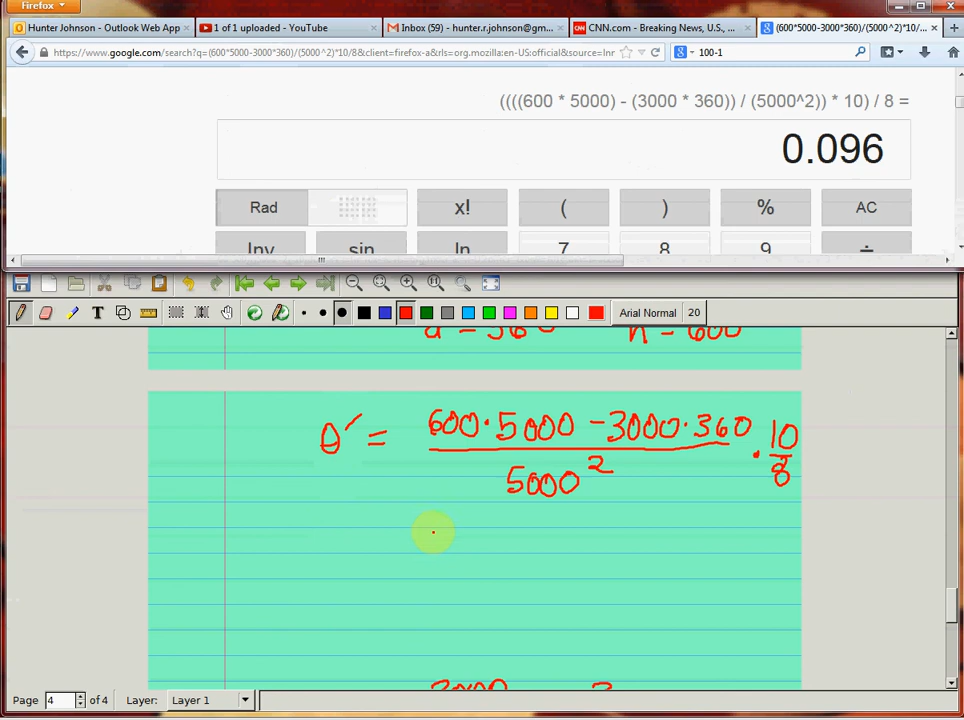 Firefox
Hunter Johnson - Outlook Web App
1 of 1 uploaded - YouTube
Inbox (59) - hunter.r.johnson@gm...
CNN.com - Breaking News, U.S., ...
(600*5000-3000*360)/(5000^2)*10/...
https://www.google.com/search?q=(600*5000-3000*360)/(5000^2)*10/8&client=firefox-a&rls=org.mozilla:en-US:official&source=lnr
100-1
((((600 * 5000) - (3000 * 360)) / (5000^2)) * 10) / 8 =
0.096
Rad x! ( ) % AC
Inv sin ln 7 8 9 ÷
Arial Normal 20
a = 360 h = 600
θ′ = 600·5000 - 3000·360 / 5000² · 10/8
3000 3
Page 4 of 4 Layer: Layer 1